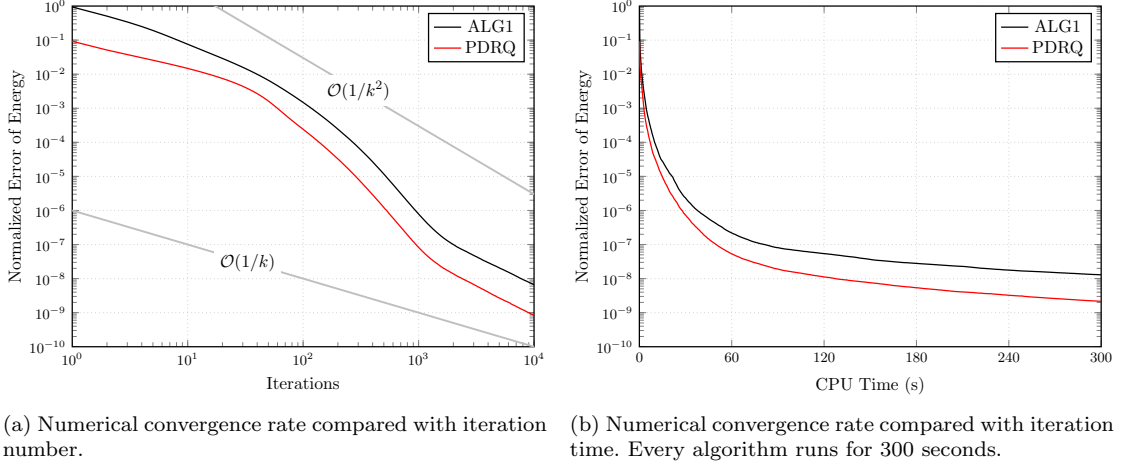 10^0
10^-1
10^-2
10^-3
10^-4
10^-5
10^-6
10^-7
10^-8
10^-9
10^-10
Normalized Error of Energy
ALG1
PDRQ
O(1/k^2)
O(1/k)
10^0 10^1 10^2 10^3 10^4
Iterations
(a) Numerical convergence rate compared with iteration
number.
10^0
10^-1
10^-2
10^-3
10^-4
10^-5
10^-6
10^-7
10^-8
10^-9
10^-10
Normalized Error of Energy
ALG1
PDRQ
0 60 120 180 240 300
CPU Time (s)
(b) Numerical convergence rate compared with iteration
time. Every algorithm runs for 300 seconds.